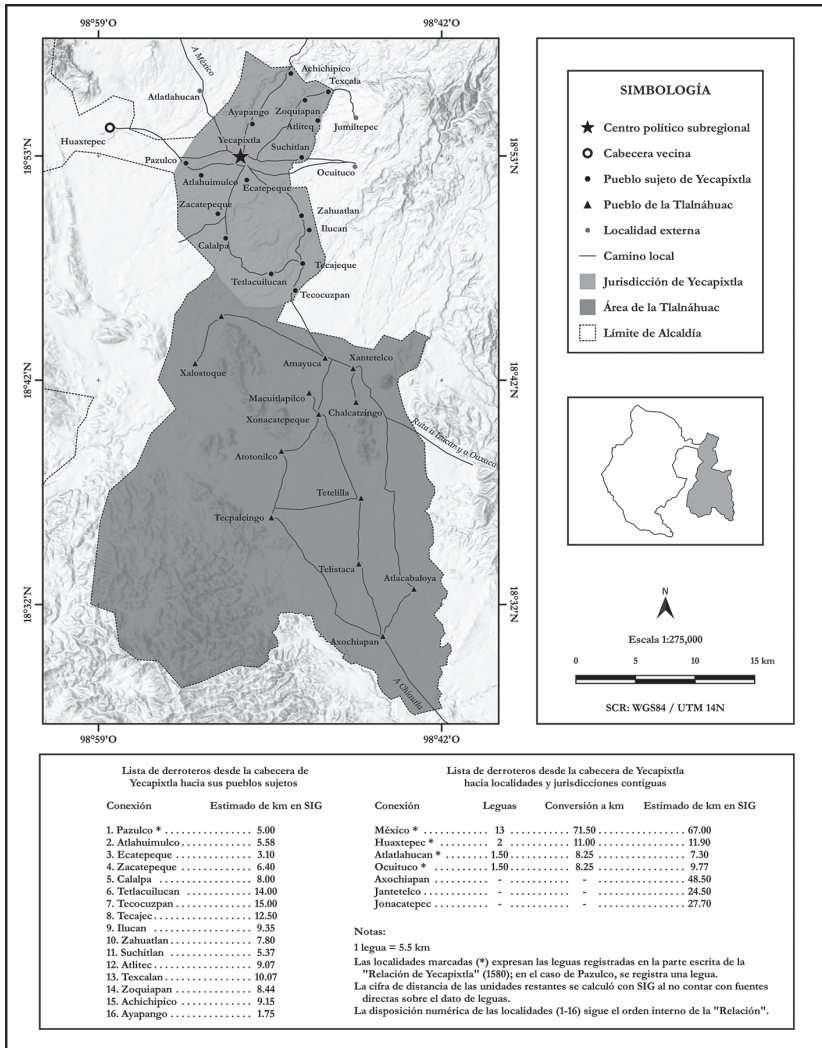 98°59'O
98°42'O
A México
Achichipico
Texcala
Atlatlahucan
Ayapango
Zoquiapan
Atliteq
Jumiltepec
Huaxtepec
Yecapixtla
Suchitlan
18°53'N
18°53'N
Pazulco
Ocuituco
Atlahuimulco
Ecatepeque
Zacatepeque
Zahuatlan
Ilucan
Calalpa
Tecajeque
Tetlacuilucan
Tecocuzpan
Amayuca
Xantetelco
Xalostoque
18°42'N
18°42'N
Macuitlapilco
Chalcatzingo
Xonacatepeque
Ruta a Izucar y a Oaxaca
Atotonilco
Tetelilla
Tecpalcingo
Telistaca
Atlacabaloya
18°32'N
18°32'N
Axochiapan
A Chiautla
98°59'O
98°42'O
SIMBOLOGÍA
Centro político subregional
Cabecera vecina
Pueblo sujeto de Yecapixtla
Pueblo de la Tlalnáhuac
Localidad externa
Camino local
Jurisdicción de Yecapixtla
Área de la Tlalnáhuac
Límite de Alcaldía
N
Escala 1:275,000
0 5 10 15 km
SCR: WGS84 / UTM 14N
Lista de derroteros desde la cabecera de
Yecapixtla hacia sus pueblos sujetos
Conexión Estimado de km en SIG
1. Pazulco * ................ 5.00
2. Atlahuimulco ............. 5.58
3. Ecatepeque ............... 3.10
4. Zacatepeque .............. 6.40
5. Calalpa .................. 8.00
6. Tetlacuilucan ............ 14.00
7. Tecocuzpan ............... 15.00
8. Tecajec .................. 12.50
9. Ilucan ................... 9.35
10. Zahuatlan ............... 7.80
11. Suchitlan ............... 5.37
12. Atlitec ................. 9.07
13. Texcalan ................ 10.07
14. Zoquiapan ............... 8.44
15. Achichipico ............. 9.15
16. Ayapango ................ 1.75
Lista de derroteros desde la cabecera de Yecapixtla
hacia localidades y jurisdicciones contiguas
Conexión Leguas Conversión a km Estimado de km en SIG
México * .......... 13 .......... 71.50 .......... 67.00
Huaxtepec * .......... 2 .......... 11.00 .......... 11.90
Atlatlahucan * .......... 1.50 .......... 8.25 .......... 7.30
Ocuituco * .......... 1.50 .......... 8.25 .......... 9.77
Axochiapan .......... - .......... - .......... 48.50
Jantetelco .......... - .......... - .......... 24.50
Jonacatepec .......... - .......... - .......... 27.70
Notas:
1 legua = 5.5 km
Las localidades marcadas (*) expresan las leguas registradas en la parte escrita de la
"Relación de Yecapixtla" (1580); en el caso de Pazulco, se registra una legua.
La cifra de distancia de las unidades restantes se calculó con SIG al no contar con fuentes
directas sobre el dato de leguas.
La disposición numérica de las localidades (1-16) sigue el orden interno de la "Relación".